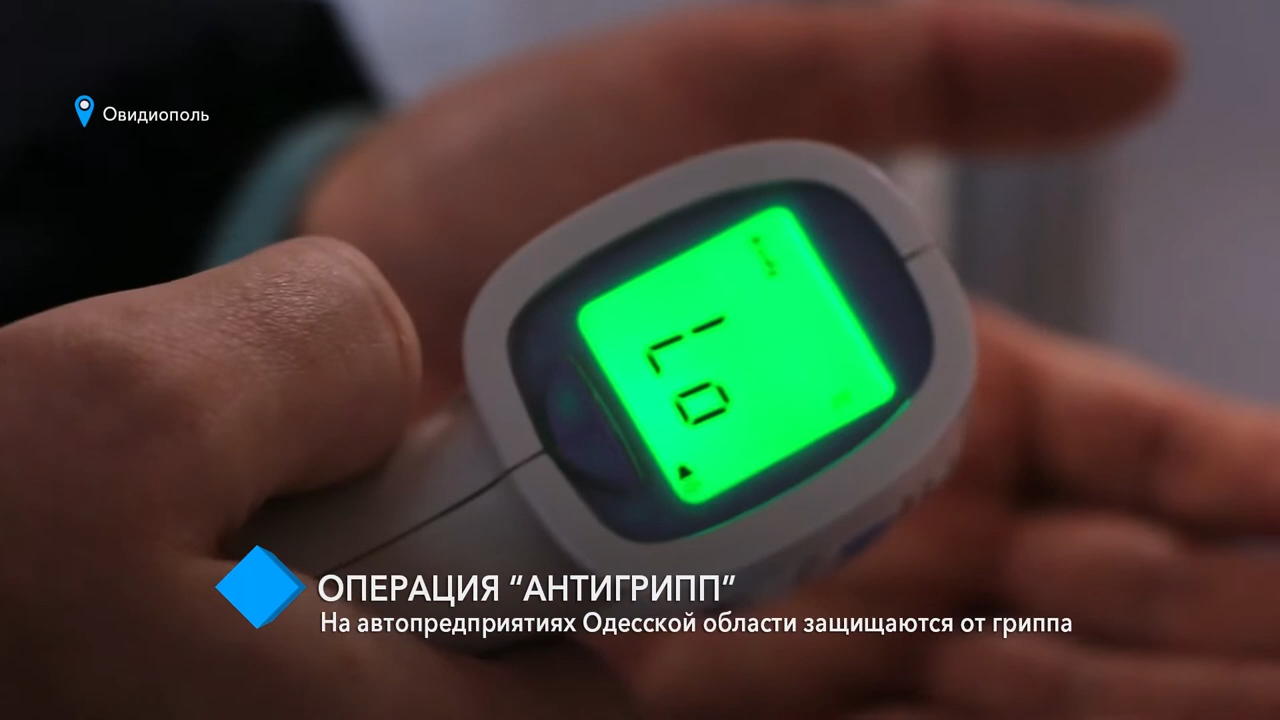 Овидиополь
Lo
ОПЕРАЦИЯ “АНТИГРИПП”
На автопредприятиях Одесской области защищаются от гриппа